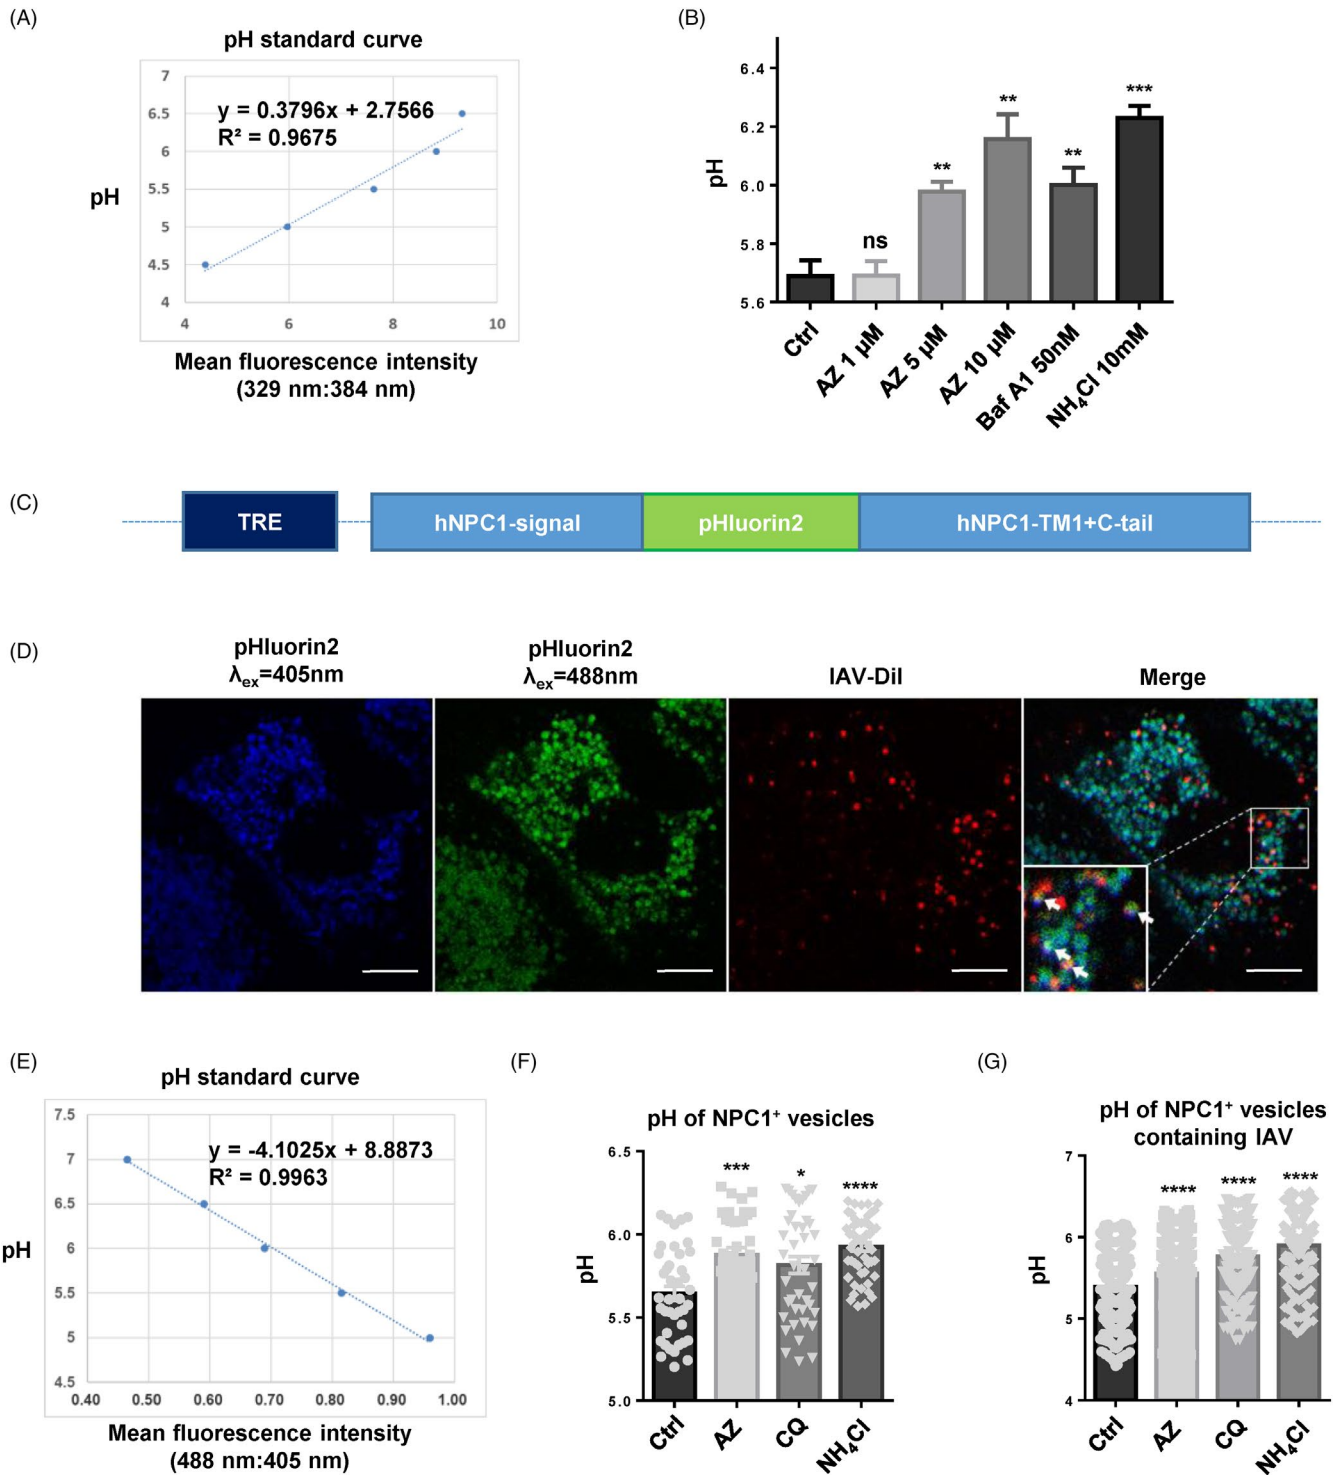 (A)
pH standard curve
7
6.5
6
5.5
5
4.5
4
pH
y = 0.3796x + 2.7566
R² = 0.9675
4 6 8 10
Mean fluorescence intensity
(329 nm:384 nm)
(B)
pH
6.4
6.2
6.0
5.8
5.6
ns
**
**
**
***
Ctrl
AZ 1 µM
AZ 5 µM
AZ 10 µM
Baf A1 50nM
NH₄Cl 10mM
(C)
TRE hNPC1-signal pHluorin2 hNPC1-TM1+C-tail
(D)
pHluorin2
λex=405nm
pHluorin2
λex=488nm
IAV-DiI
Merge
(E)
pH standard curve
7.5
7
6.5
6
5.5
5
4.5
pH
y = -4.1025x + 8.8873
R² = 0.9963
0.40 0.50 0.60 0.70 0.80 0.90 1.00
Mean fluorescence intensity
(488 nm:405 nm)
(F)
pH of NPC1⁺ vesicles
pH
6.5
6.0
5.5
5.0
***
*
****
Ctrl
AZ
CQ
NH₄Cl
(G)
pH of NPC1⁺ vesicles
containing IAV
pH
7
6
5
4
****
****
****
Ctrl
AZ
CQ
NH₄Cl